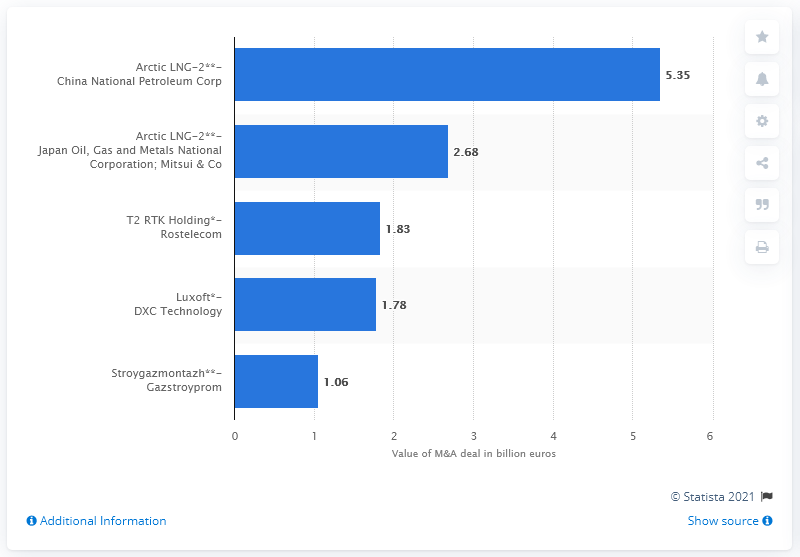 Arctic LNG-2**-
China National Petroleum Corp
5.35
Arctic LNG-2**-
Japan Oil, Gas and Metals National
Corporation; Mitsui & Co
2.68
T2 RTK Holding*-
Rostelecom
1.83
Luxoft*-
DXC Technology
1.78
Stroygazmontazh**-
Gazstroyprom
1.06
0 1 2 3 4 5 6
Value of M&A deal in billion euros
© Statista 2021
Additional Information
Show source